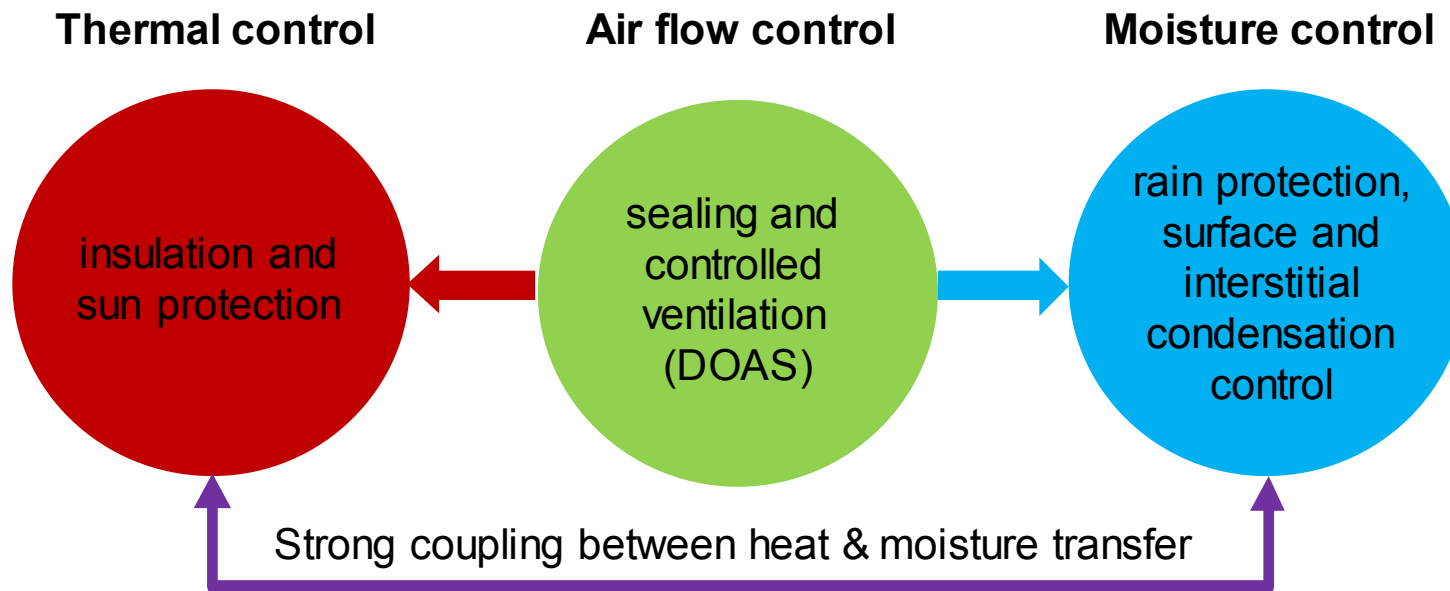 Thermal control
Air flow control
Moisture control
insulation and
sun protection
sealing and
controlled
ventilation
(DOAS)
rain protection,
surface and
interstitial
condensation
control
Strong coupling between heat & moisture transfer